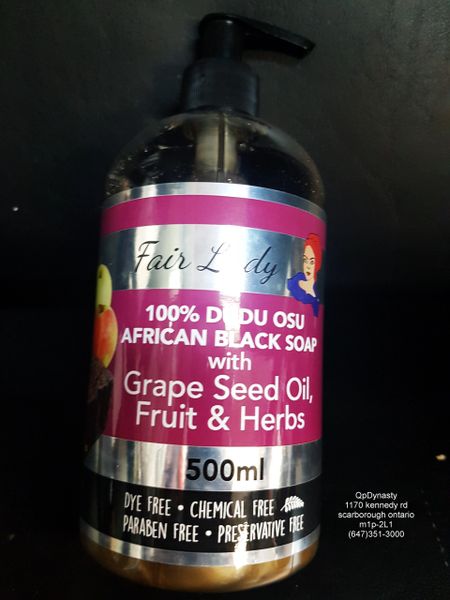 Fair Lady
100% DUDU OSU
AFRICAN BLACK SOAP
with
Grape Seed Oil,
Fruit & Herbs
500ml
DYE FREE • CHEMICAL FREE
PARABEN FREE • PRESERVATIVE FREE
QpDynasty
1170 kennedy rd
scarborough ontario
m1p-2L1
(647)351-3000